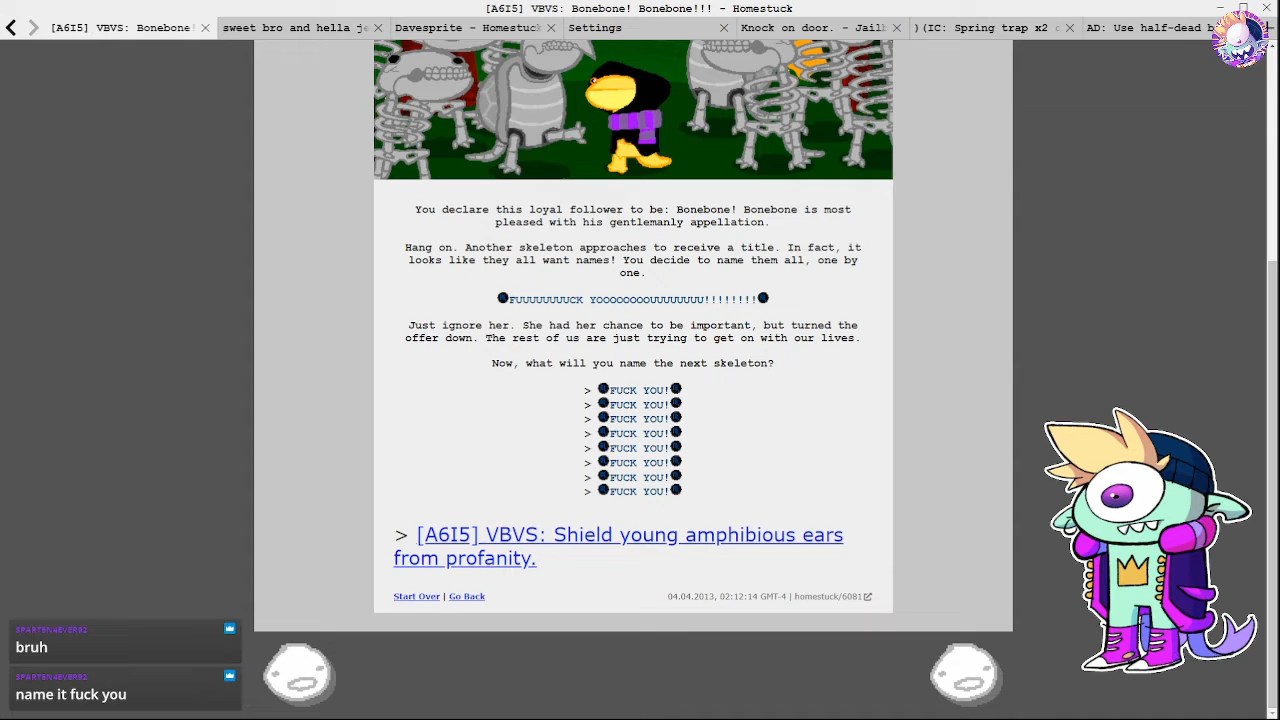 [A6I5] VBVS: Bonebone! Bonebone!!! - Homestuck
[A6I5] VBVS: Bonebone! sweet bro and hella je Davesprite - Homestuck Settings Knock on door. - Jail )(IC: Spring trap x2 c AD: Use half-dead
You declare this loyal follower to be: Bonebone! Bonebone is most
pleased with his gentlemanly appellation.
Hang on. Another skeleton approaches to receive a title. In fact, it
looks like they all want names! You decide to name them all, one by
one.
FUUUUUUUUCK YOOOOOOOOUUUUUUUU!!!!!!!!
Just ignore her. She had her chance to be important, but turned the
offer down. The rest of us are just trying to get on with our lives.
Now, what will you name the next skeleton?
> FUCK YOU!
> FUCK YOU!
> FUCK YOU!
> FUCK YOU!
> FUCK YOU!
> FUCK YOU!
> FUCK YOU!
> FUCK YOU!
> [A6I5] VBVS: Shield young amphibious ears
from profanity.
Start Over | Go Back
04.04.2013, 02:12:14 GMT-4 | homestuck/6081
SPARTEN4EVER82
bruh
SPARTEN4EVER82
name it fuck you